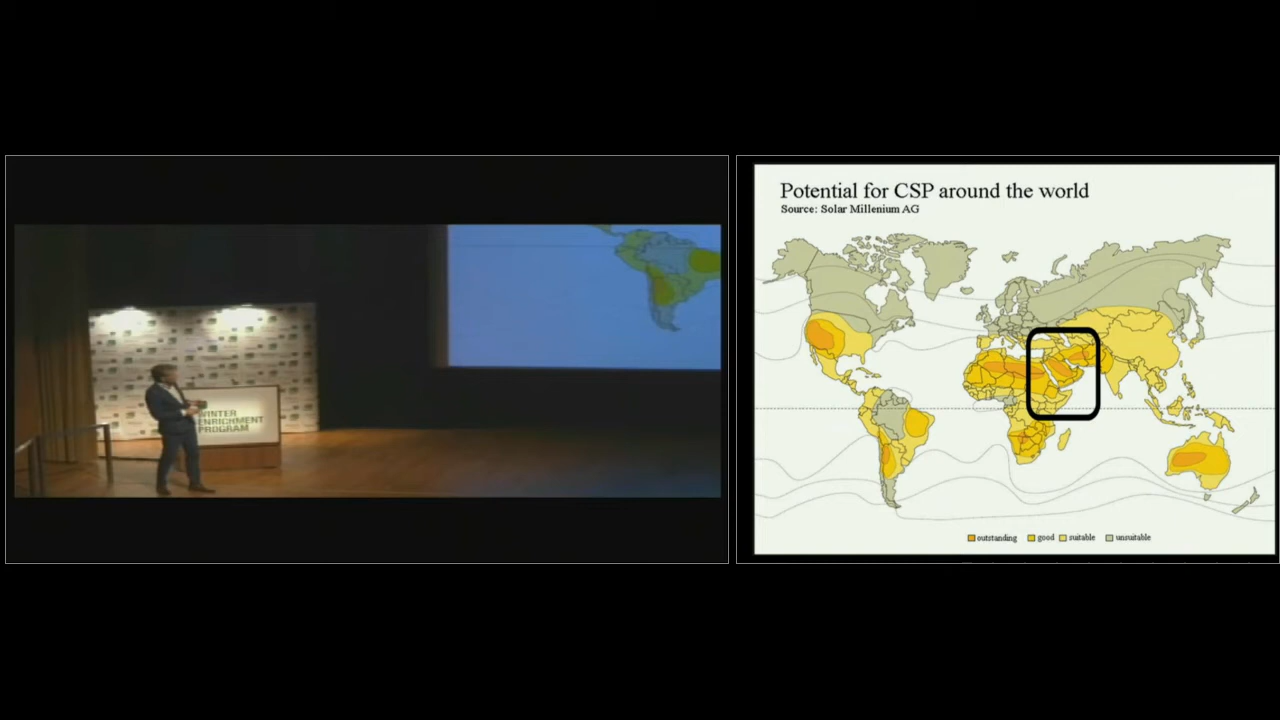 WINTER
ENRICHMENT
PROGRAM
Potential for CSP around the world
Source: Solar Millenium AG
outstanding good suitable unsuitable